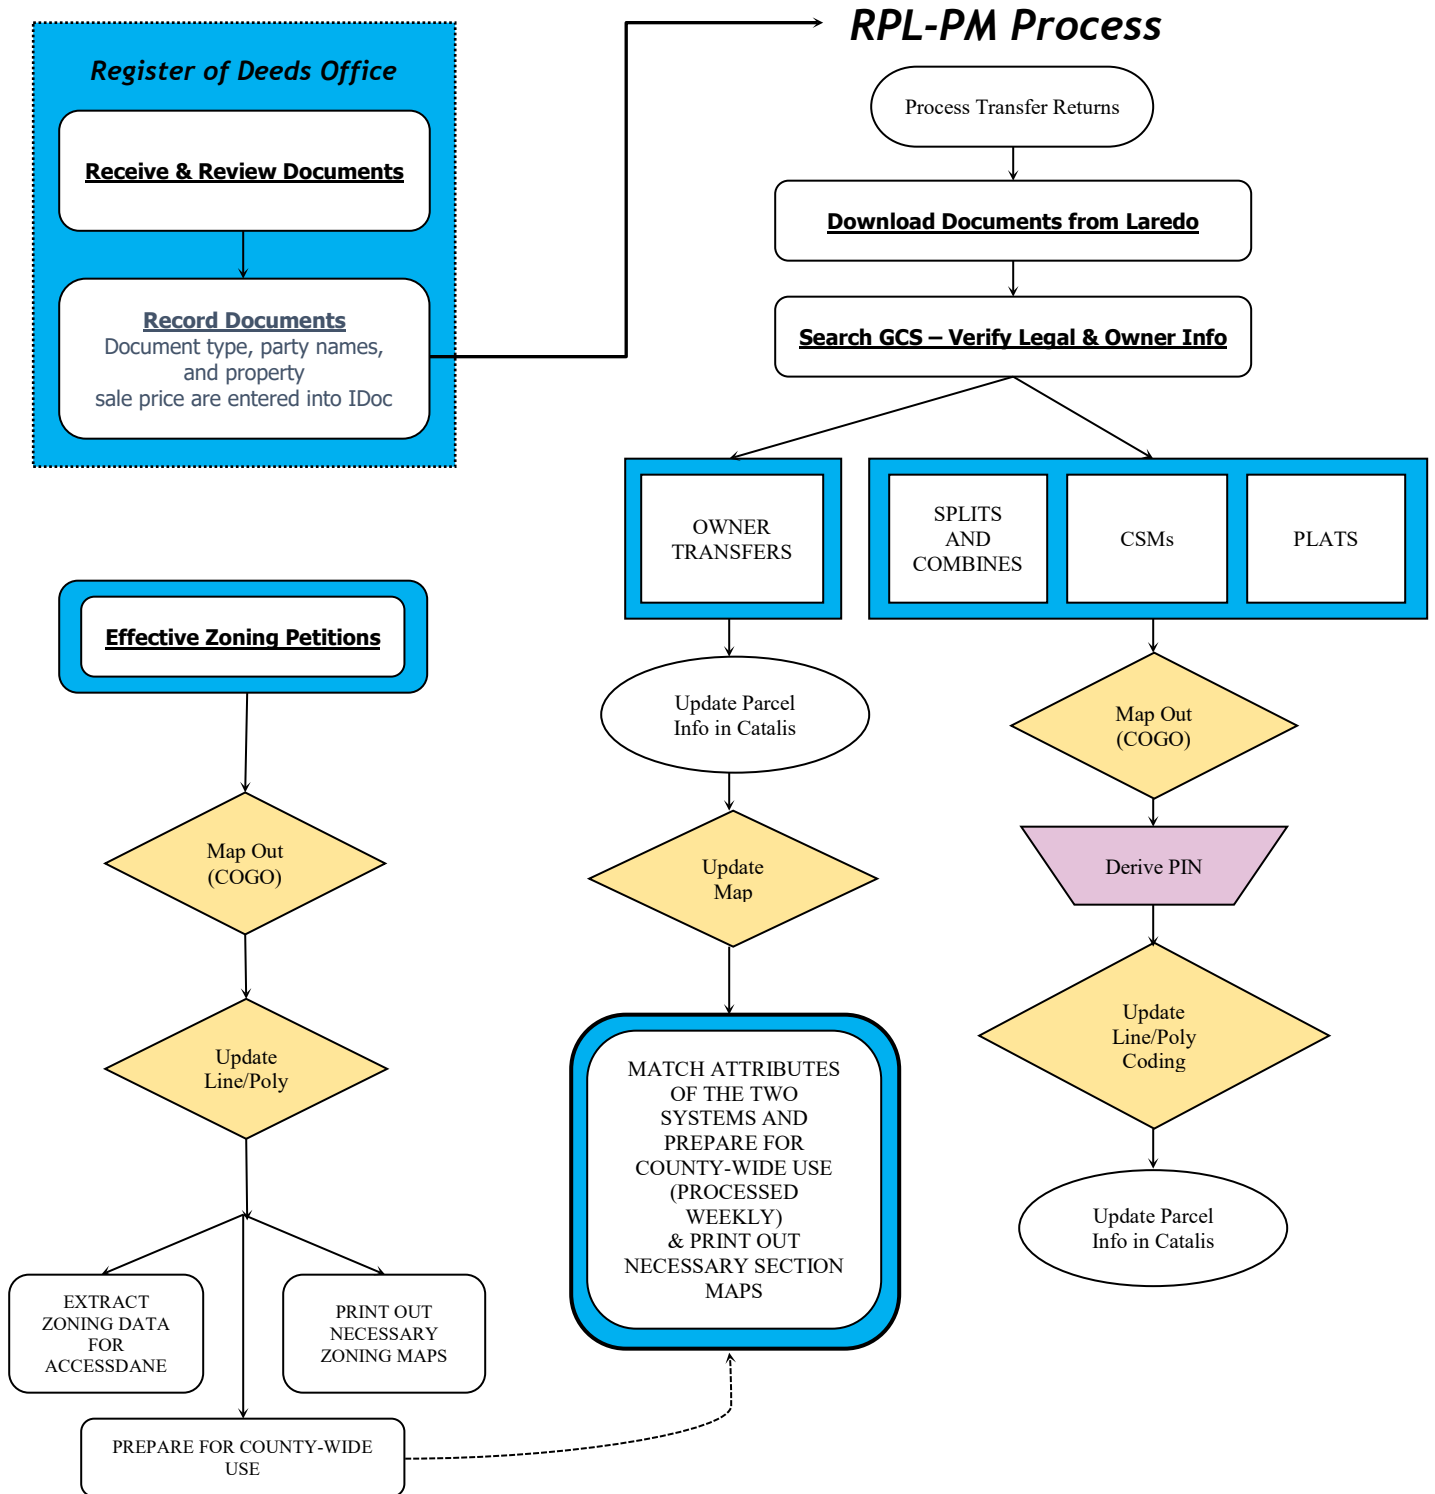 RPL-PM Process
Register of Deeds Office
Receive & Review Documents
Record Documents
Document type, party names,
and property
sale price are entered into IDoc
Process Transfer Returns
Download Documents from Laredo
Search GCS – Verify Legal & Owner Info
OWNER
TRANSFERS
SPLITS
AND
COMBINES
CSMs
PLATS
Effective Zoning Petitions
Map Out
(COGO)
Update
Line/Poly
EXTRACT
ZONING DATA
FOR
ACCESSDANE
PRINT OUT
NECESSARY
ZONING MAPS
PREPARE FOR COUNTY-WIDE
USE
Update Parcel
Info in Catalis
Update
Map
MATCH ATTRIBUTES
OF THE TWO
SYSTEMS AND
PREPARE FOR
COUNTY-WIDE USE
(PROCESSED
WEEKLY)
& PRINT OUT
NECESSARY SECTION
MAPS
Map Out
(COGO)
Derive PIN
Update
Line/Poly
Coding
Update Parcel
Info in Catalis